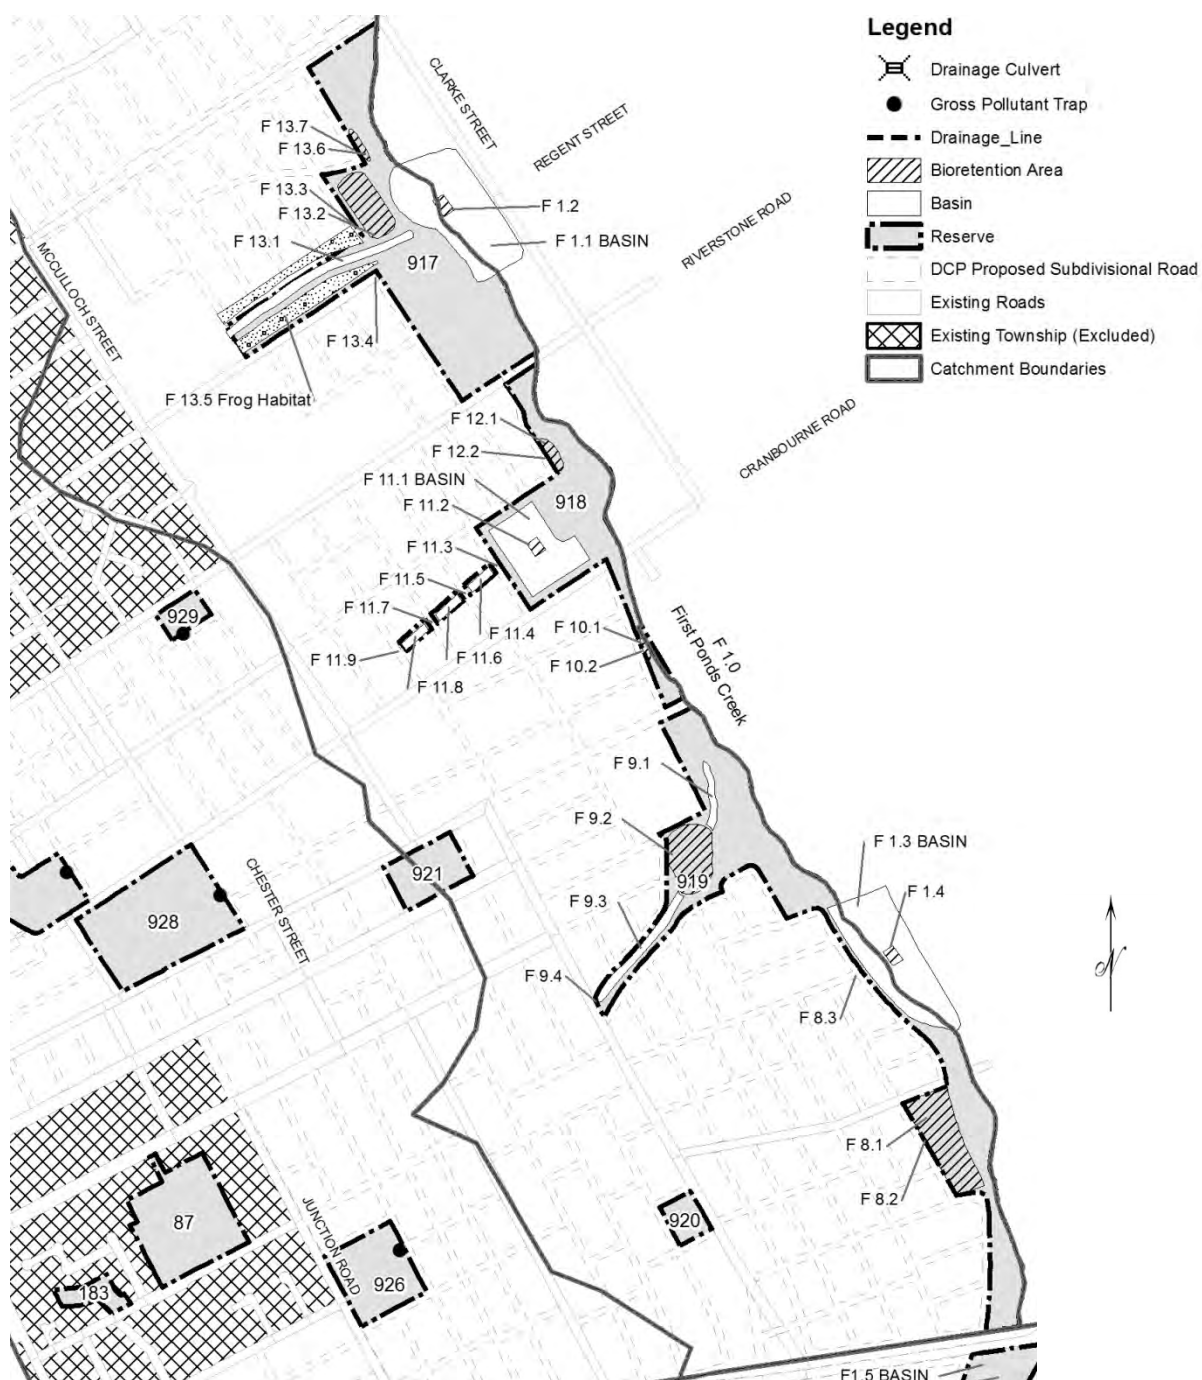 Legend
Drainage Culvert
Gross Pollutant Trap
Drainage_Line
Bioretention Area
Basin
Reserve
DCP Proposed Subdivisional Road
Existing Roads
Existing Township (Excluded)
Catchment Boundaries
CLARKE STREET
REGENT STREET
RIVERSTONE ROAD
CRANBOURNE ROAD
MCCULLOCH STREET
F 13.7
F 13.6
F 13.3
F 13.2
F 13.1
F 1.2
F 1.1 BASIN
917
F 13.4
F 13.5 Frog Habitat
F 12.1
F 12.2
F 11.1 BASIN
918
F 11.2
F 11.3
F 11.5
F 11.7
F 11.4
F 11.6
F 11.9
F 11.8
929
F 10.1
F 10.2
F 1.0
First Ponds Creek
F 9.1
F 9.2
919
F 9.3
F 9.4
F 1.3 BASIN
F 1.4
F 8.3
921
928
CHESTER STREET
N
F 8.1
F 8.2
920
87
183
JUNCTION ROAD
926
F1.5 BASIN